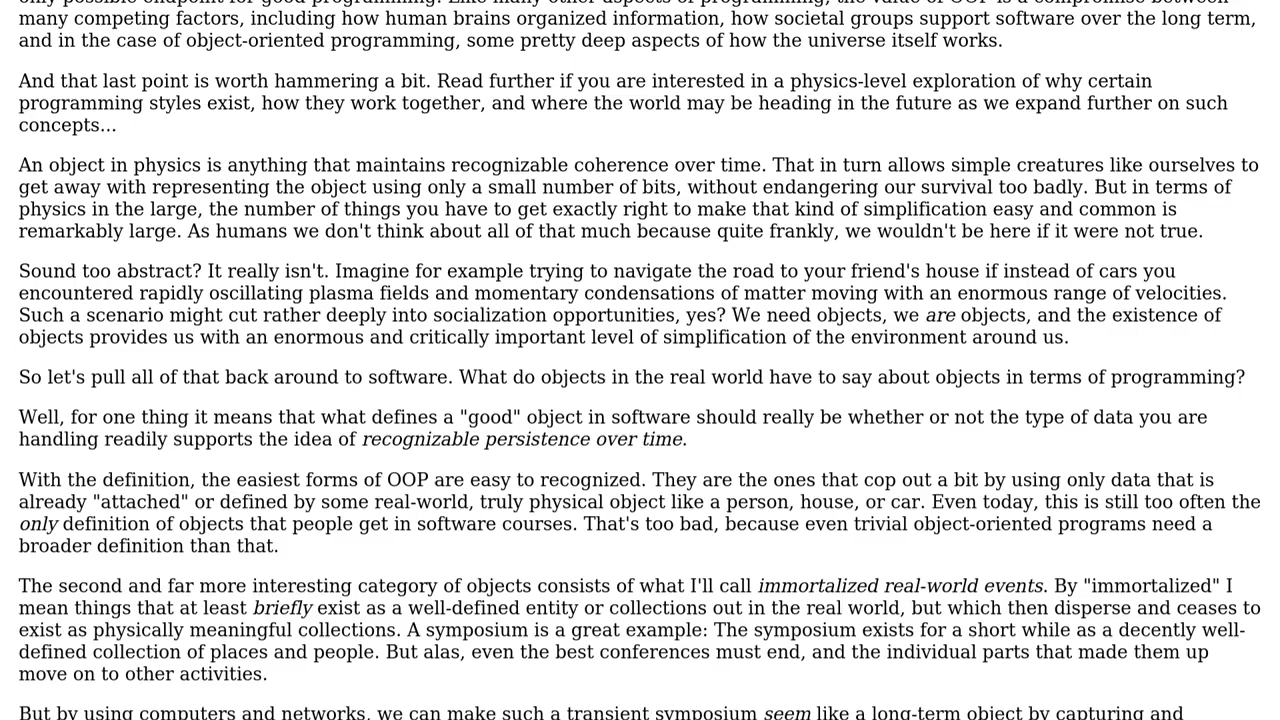 only possible endpoint for good programming. Like many other aspects of programming, the value of OOP is a compromise between
many competing factors, including how human brains organized information, how societal groups support software over the long term,
and in the case of object-oriented programming, some pretty deep aspects of how the universe itself works.
And that last point is worth hammering a bit. Read further if you are interested in a physics-level exploration of why certain
programming styles exist, how they work together, and where the world may be heading in the future as we expand further on such
concepts...
An object in physics is anything that maintains recognizable coherence over time. That in turn allows simple creatures like ourselves to
get away with representing the object using only a small number of bits, without endangering our survival too badly. But in terms of
physics in the large, the number of things you have to get exactly right to make that kind of simplification easy and common is
remarkably large. As humans we don't think about all of that much because quite frankly, we wouldn't be here if it were not true.
Sound too abstract? It really isn't. Imagine for example trying to navigate the road to your friend's house if instead of cars you
encountered rapidly oscillating plasma fields and momentary condensations of matter moving with an enormous range of velocities.
Such a scenario might cut rather deeply into socialization opportunities, yes? We need objects, we are objects, and the existence of
objects provides us with an enormous and critically important level of simplification of the environment around us.
So let's pull all of that back around to software. What do objects in the real world have to say about objects in terms of programming?
Well, for one thing it means that what defines a "good" object in software should really be whether or not the type of data you are
handling readily supports the idea of recognizable persistence over time.
With the definition, the easiest forms of OOP are easy to recognized. They are the ones that cop out a bit by using only data that is
already "attached" or defined by some real-world, truly physical object like a person, house, or car. Even today, this is still too often the
only definition of objects that people get in software courses. That's too bad, because even trivial object-oriented programs need a
broader definition than that.
The second and far more interesting category of objects consists of what I'll call immortalized real-world events. By "immortalized" I
mean things that at least briefly exist as a well-defined entity or collections out in the real world, but which then disperse and ceases to
exist as physically meaningful collections. A symposium is a great example: The symposium exists for a short while as a decently well-
defined collection of places and people. But alas, even the best conferences must end, and the individual parts that made them up
move on to other activities.
But by using computers and networks, we can make such a transient symposium seem like a long-term object by capturing and